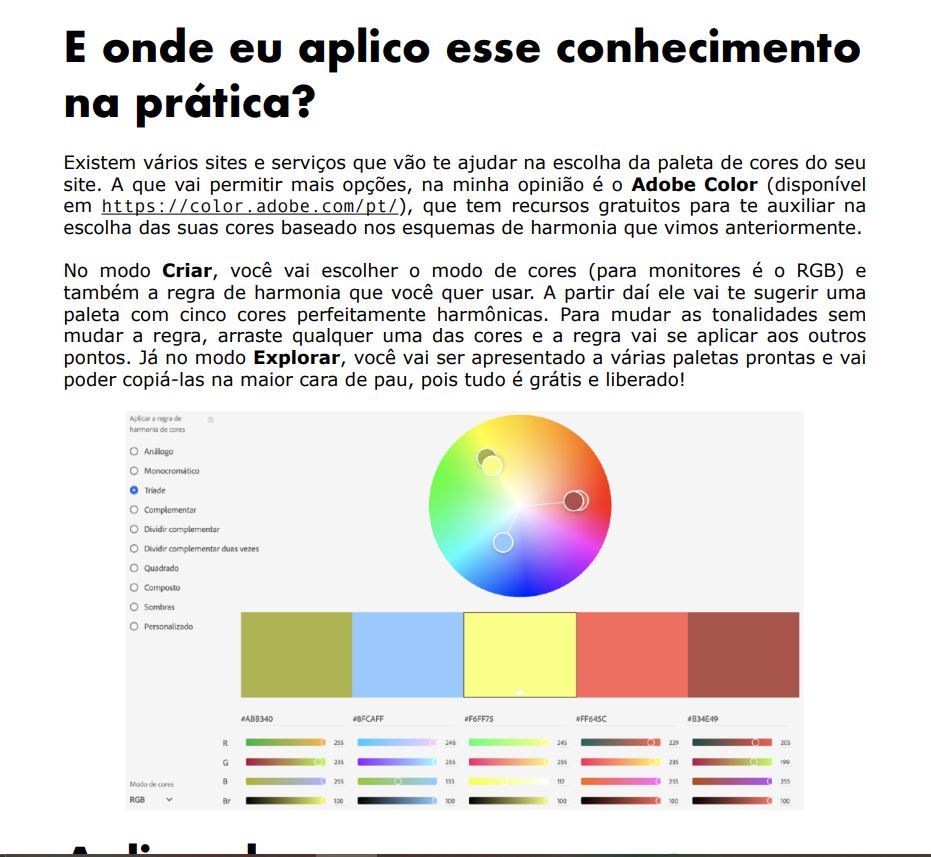 E onde eu aplico esse conhecimento
na prática?
Existem vários sites e serviços que vão te ajudar na escolha da paleta de cores do seu
site. A que vai permitir mais opções, na minha opinião é o Adobe Color (disponível
em https://color.adobe.com/pt/), que tem recursos gratuitos para te auxiliar na
escolha das suas cores baseado nos esquemas de harmonia que vimos anteriormente.
No modo Criar, você vai escolher o modo de cores (para monitores é o RGB) e
também a regra de harmonia que você quer usar. A partir daí ele vai te sugerir uma
paleta com cinco cores perfeitamente harmônicas. Para mudar as tonalidades sem
mudar a regra, arraste qualquer uma das cores e a regra vai se aplicar aos outros
pontos. Já no modo Explorar, você vai ser apresentado a várias paletas prontas e vai
poder copiá-las na maior cara de pau, pois tudo é grátis e liberado!
Aplicar a regra de
harmonia de cores
Análogo
Monocromático
Tríade
Complementar
Dividir complementar
Dividir complementar duas vezes
Quadrado
Composto
Sombras
Personalizado
#ABB340 #8FCAFF #F6FF75 #FF645C #B34E49
R 255 246 245 229 205
G 235 255 255 235 199
B 255 133 117 255 255
Modo de cores
RGB
Br 100 100 100 100 100